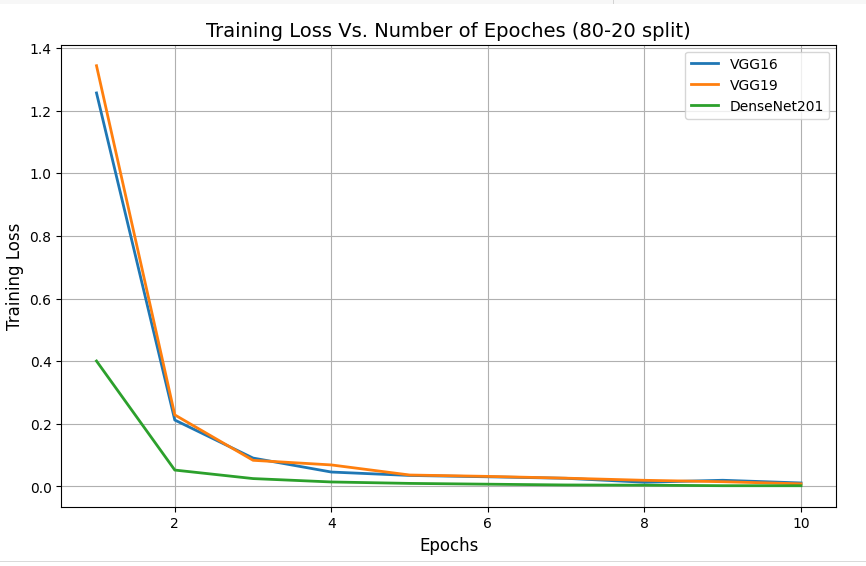 Training Loss Vs. Number of Epoches (80-20 split)
1.4
1.2
1.0
0.8
0.6
0.4
0.2
0.0
Training Loss
VGG16
VGG19
DenseNet201
2 4 6 8 10
Epochs